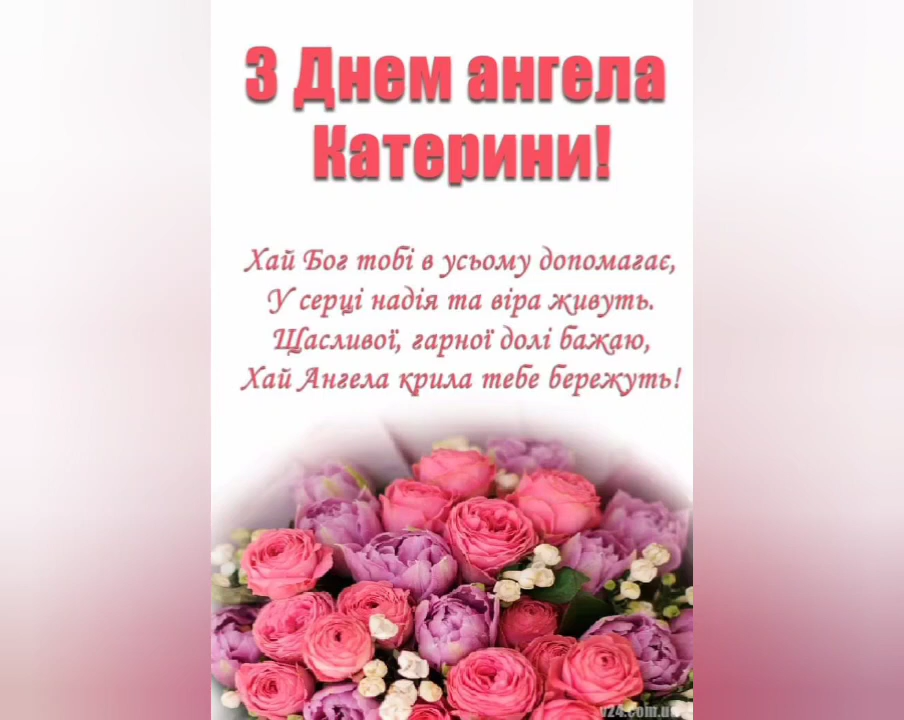 З Днем ангела
Катерини!
Хай Бог тобі в усьому допомагає,
У серці надія та віра живуть.
Щасливої, гарної долі бажаю,
Хай Ангела крила тебе бережуть!